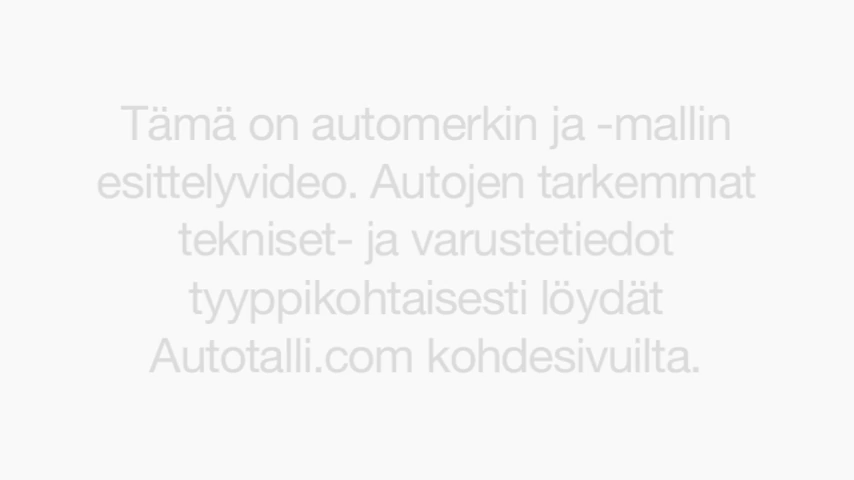 Tämä on automerkin ja -mallin
esittelyvideo. Autojen tarkemmat
tekniset- ja varustetiedot
tyyppikohtaisesti löydät
Autotalli.com kohdesivuilta.